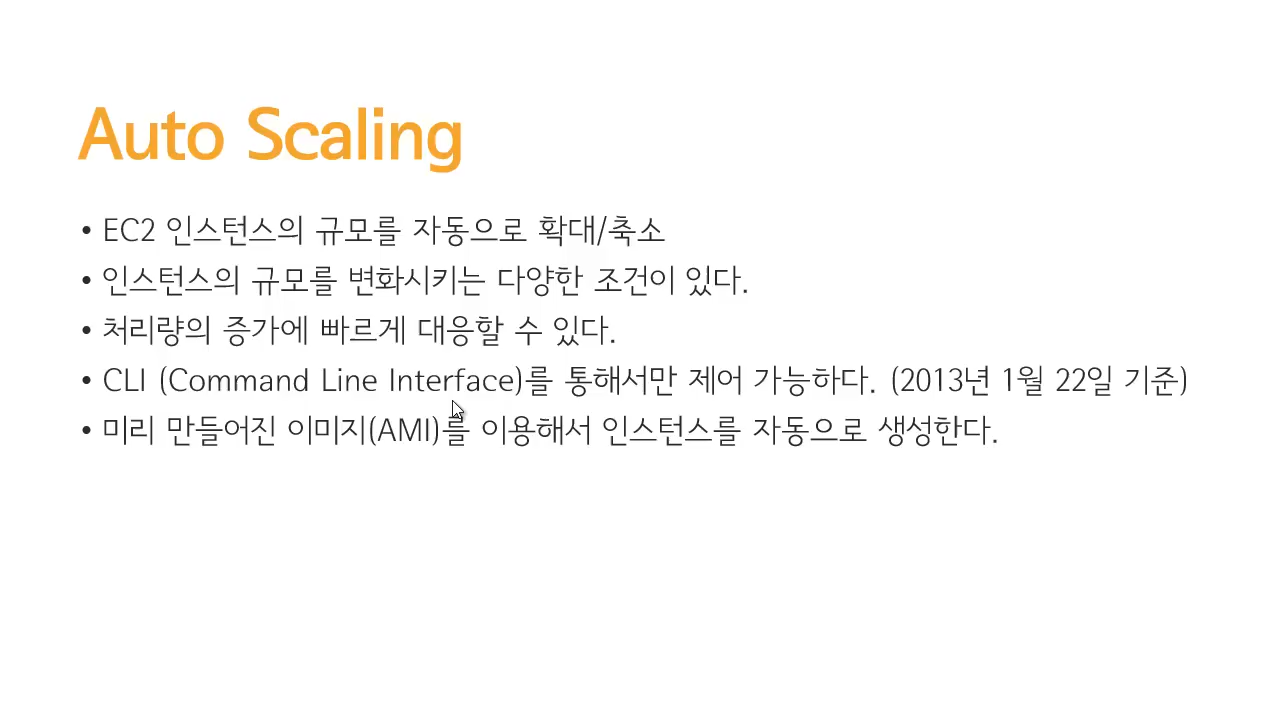 Auto Scaling
• EC2 인스턴스의 규모를 자동으로 확대/축소
• 인스턴스의 규모를 변화시키는 다양한 조건이 있다.
• 처리량의 증가에 빠르게 대응할 수 있다.
• CLI (Command Line Interface)를 통해서만 제어 가능하다. (2013년 1월 22일 기준)
• 미리 만들어진 이미지(AMI)를 이용해서 인스턴스를 자동으로 생성한다.